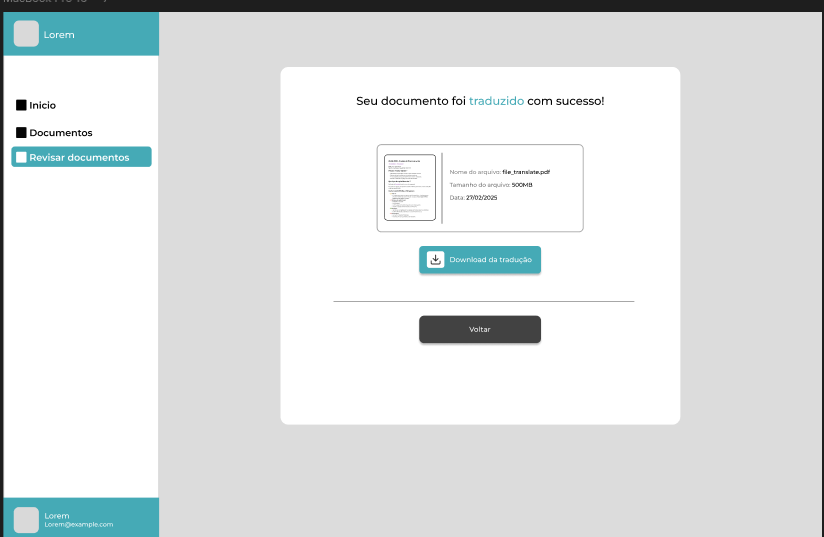 Lorem
Inicio
Documentos
Revisar documentos
Seu documento foi traduzido com sucesso!
Nome do arquivo: file_translate.pdf
Tamanho do arquivo: 500MB
Data: 27/02/2025
Download da tradução
Voltar
Lorem
Lorem@example.com